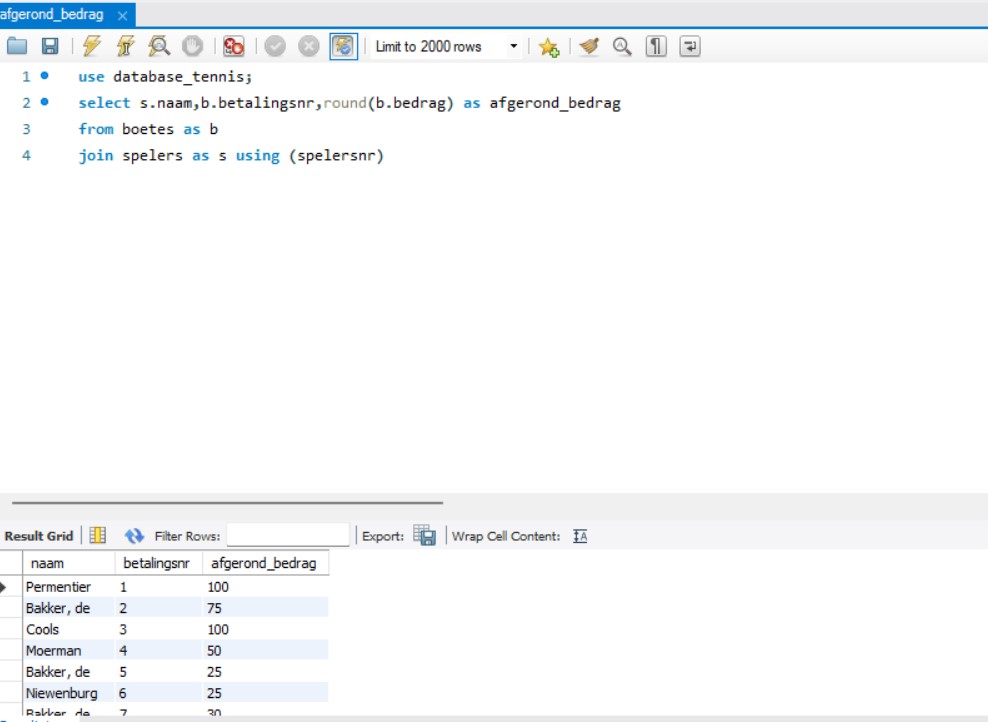 afgerond_bedrag
Limit to 2000 rows
1 use database_tennis;
2 select s.naam,b.betalingsnr,round(b.bedrag) as afgerond_bedrag
3 from boetes as b
4 join spelers as s using (spelersnr)
Result Grid Filter Rows: Export: Wrap Cell Content:
naam betalingsnr afgerond_bedrag
Permentier 1 100
Bakker, de 2 75
Cools 3 100
Moerman 4 50
Bakker, de 5 25
Niewenburg 6 25
Bakker, de 7 30